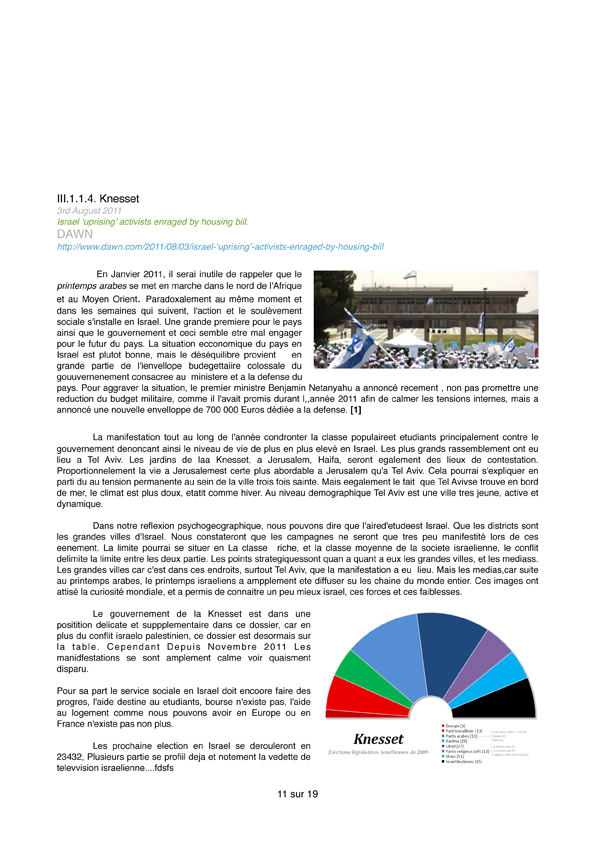 III.1.1.4. Knesset
3rd August 2011
Israel ‘uprising’ activists enraged by housing bill.
DAWN
http://www.dawn.com/2011/08/03/israel-‘uprising’-activists-enraged-by-housing-bill
En Janvier 2011, il serai inutile de rappeler que le
printemps arabes se met en marche dans le nord de l'Afrique
et au Moyen Orient. Paradoxalement au même moment et
dans les semaines qui suivent, l'action et le soulèvement
sociale s'installe en Israel. Une grande premiere pour le pays
ainsi que le gouvernement et ceci semble etre mal engager
pour le futur du pays. La situation ecconomique du pays en
Israel est plutot bonne, mais le déséquilibre provient en
grande partie de l'ienvellope budegettaiire colossale du
gouuvernenement consacree au ministere et a la defense du
pays. Pour aggraver la situation, le premier ministre Benjamin Netanyahu a annoncé recement , non pas promettre une
reduction du budget militaire, comme il l'avait promis durant l,,année 2011 afin de calmer les tensions internes, mais a
annoncé une nouvelle enveloppe de 700 000 Euros dédiée a la defense. [1]
La manifestation tout au long de l'année condronter la classe populaireet etudiants principalement contre le
gouvernement denoncant ainsi le niveau de vie de plus en plus elevé en Israel. Les plus grands rassemblement ont eu
lieu a Tel Aviv. Les jardins de laa Knesset, a Jerusalem, Haifa, seront egalement des lieux de contestation.
Proportionnelement la vie a Jerusalemest certe plus abordable a Jerusalem qu'a Tel Aviv. Cela pourrai s'expliquer en
parti du au tension permanente au sein de la ville trois fois sainte. Mais eegalement le fait que Tel Avivse trouve en bord
de mer, le climat est plus doux, etatit comme hiver. Au niveau demographique Tel Aviv est une ville tres jeune, active et
dynamique.
Dans notre reflexion psychogeographique, nous pouvons dire que l'aired'etudeest Israel. Que les districts sont
les grandes villes d'Israel. Nous constateront que les campagnes ne seront que tres peu manifestité lors de ces
eenement. La limite pourrai se situer en La classe riche, et la classe moyenne de la societe israelienne, le conflit
delimite la limite entre les deux partie. Les points strategiquessont quan a quant a eux les grandes villes, et les mediass.
Les grandes villes car c'est dans ces endroits, surtout Tel Aviv, que la manifestation a eu lieu. Mais les medias,car suite
au printemps arabes, le printemps israeliens a ampplement ete diffuser su les chaine du monde entier. Ces images ont
attisé la curiosité mondiale, et a permis de connaitre un peu mieux israel, ces forces et ces faiblesses.
Le gouvernement de la Knesset est dans une
positition delicate et suppplementaire dans ce dossier, car en
plus du confiit israelo palestinien, ce dossier est desormais sur
la table. Cependant Depuis Novembre 2011 Les
manidfestations se sont amplement calme voir quaisment
disparu.
Pour sa part le service sociale en Israel doit encoore faire des
progres, l'aide destine au etudiants, bourse n'existe pas, l'aide
au logement comme nous pouvons avoir en Europe ou en
France n'existe pas non plus.
Les prochaine election en Israel se derouleront en
23432, Plusieurs partie se profiil deja et notement la vedette de
televvision israelienne....fdsfs
Knesset
Elections législatives israeliennes de 2009
Énergie [3]
Parti travailliste [13]
Partis arabes [11]
Kadima [28]
Likud [27]
Partis religieux juifs [12]
Shass [11]
Israel Beytenou [15]
11 sur 19